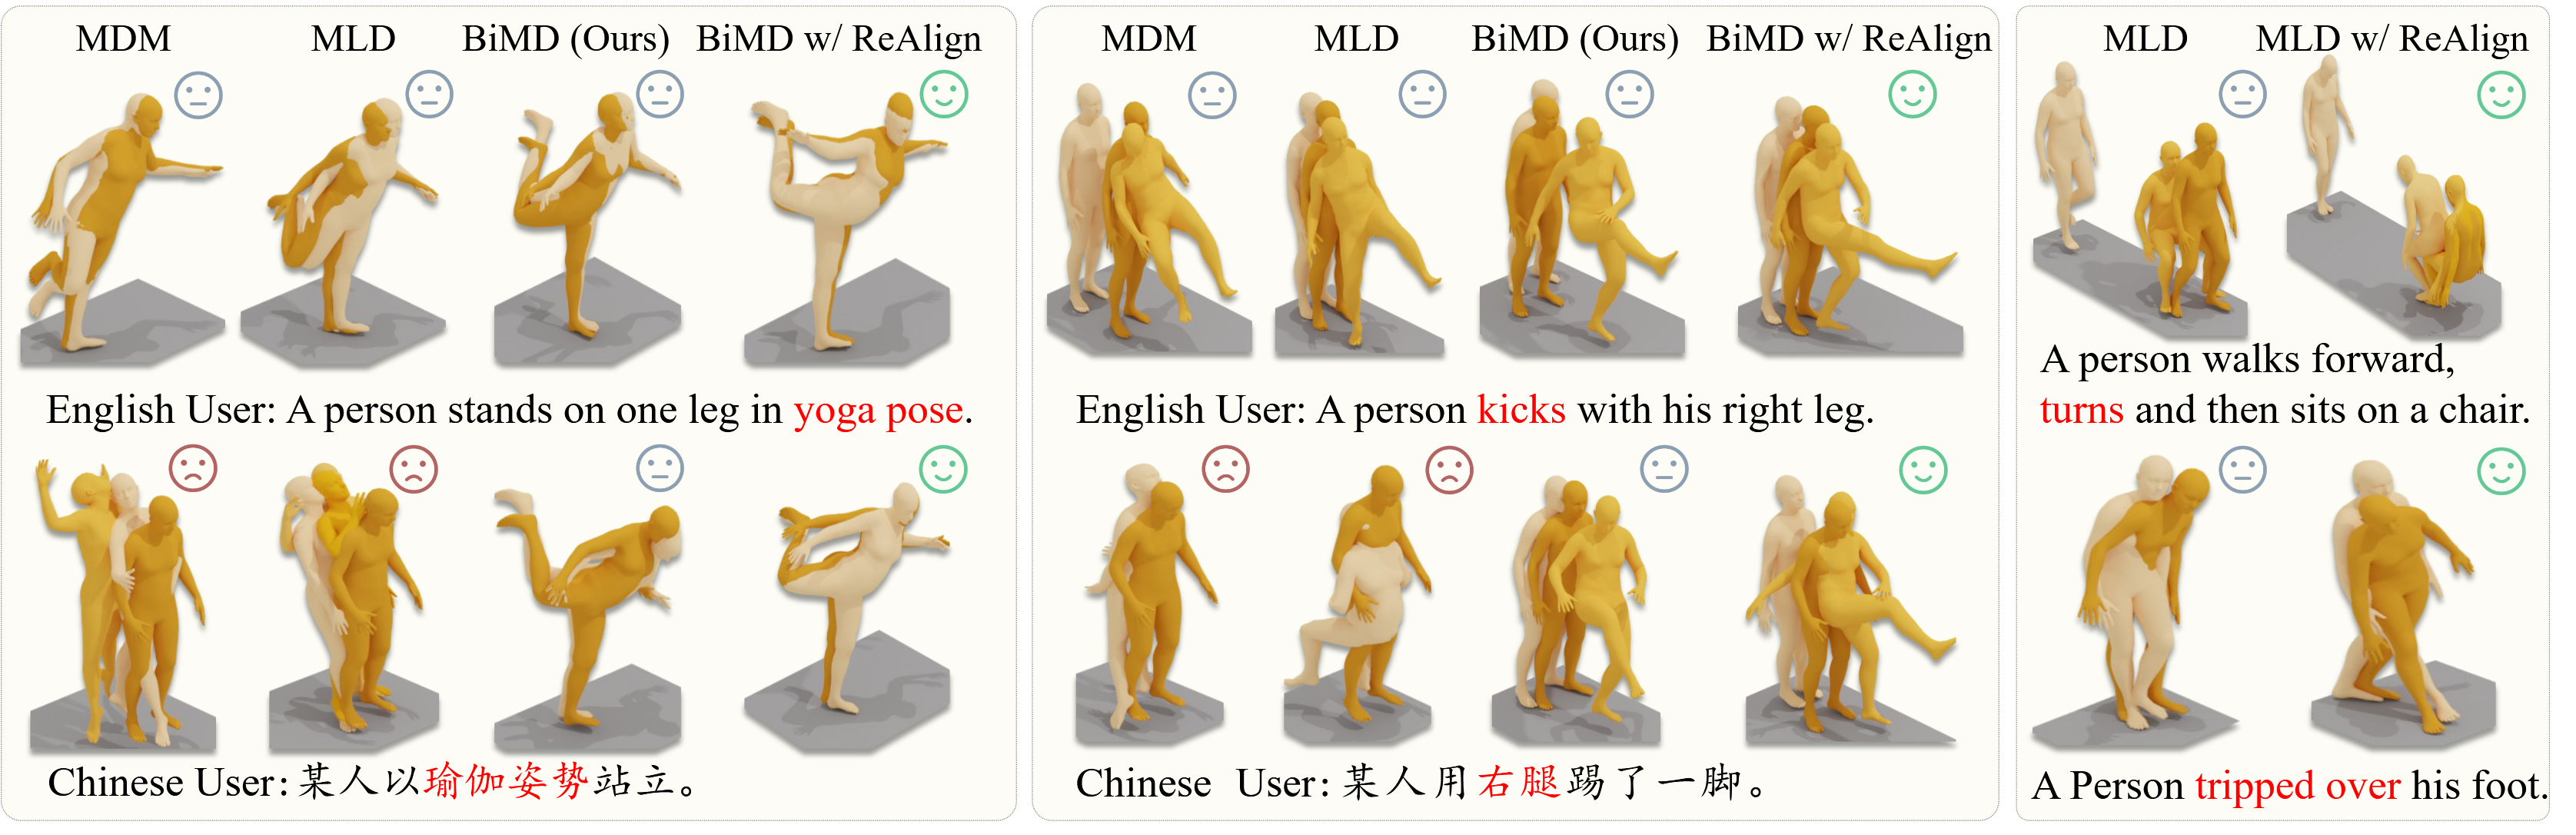 MDM MLD BiMD (Ours) BiMD w/ ReAlign
English User: A person stands on one leg in yoga pose.
Chinese User: 某人以瑜伽姿势站立。
MDM MLD BiMD (Ours) BiMD w/ ReAlign
English User: A person kicks with his right leg.
Chinese User: 某人用右腿踢了一脚。
MLD MLD w/ ReAlign
A person walks forward,
turns and then sits on a chair.
A Person tripped over his foot.